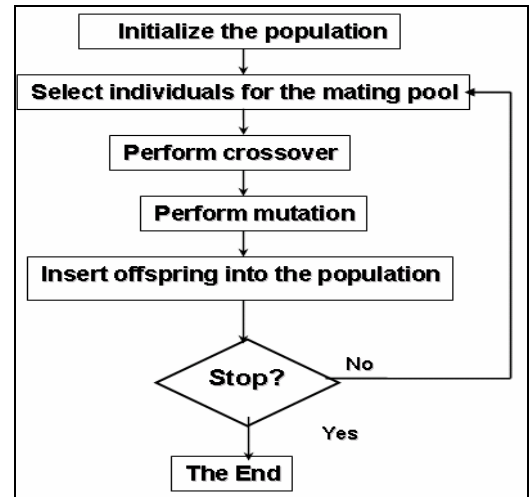 Initialize the population
Select individuals for the mating pool
Perform crossover
Perform mutation
Insert offspring into the population
Stop?
No
Yes
The End